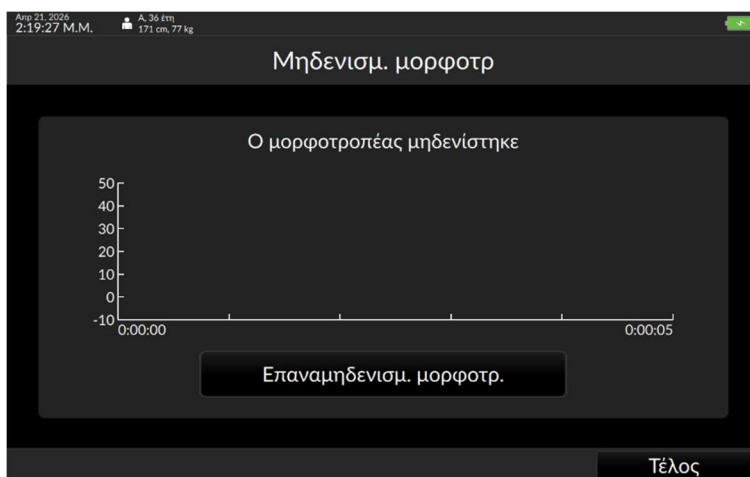 Απρ 21, 2026
2:19:27 Μ.Μ.
Α, 36 έτη
171 cm, 77 kg
Μηδενισμ. μορφοτρ
Ο μορφοτροπέας μηδενίστηκε
50
40
30
20
10
0
-10
0:00:00
0:00:05
Επαναμηδενισμ. μορφοτρ.
Τέλος